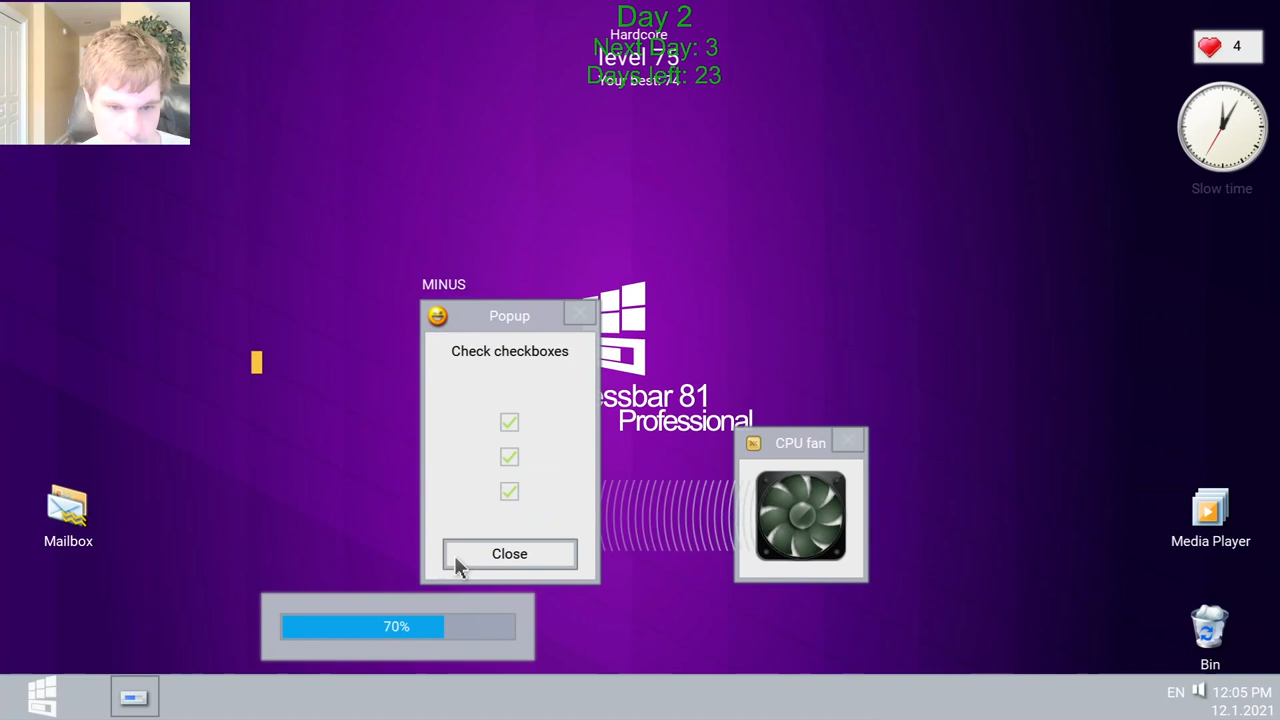 Day 2
Hardcore
Next Day: 3
level 75
Days left: 23
Your best: 74
4
Slow time
MINUS
Popup
Check checkboxes
Close
essbar 81
Professional
CPU fan
Mailbox
Media Player
70%
Bin
EN 12:05 PM
12.1.2021